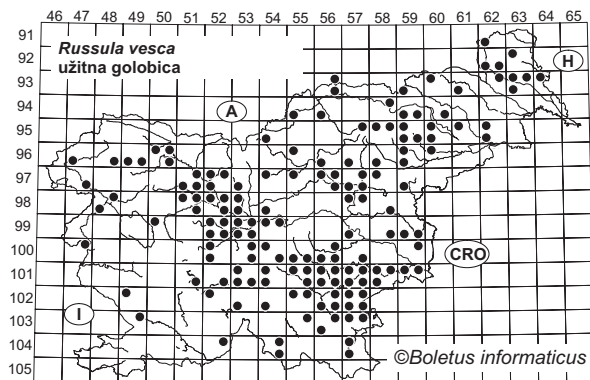 46 47 48 49 50 51 52 53 54 55 56 57 58 59 60 61 62 63 64 65
91
Russula vesca
užitna golobica
92
H
93
A
94
95
96
97
98
99
100
CRO
101
102
I
103
©Boletus informaticus
104
105